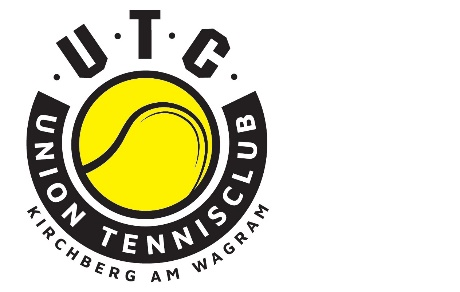 ·U·T·C·
UNION TENNISCLUB
KIRCHBERG AM WAGRAM